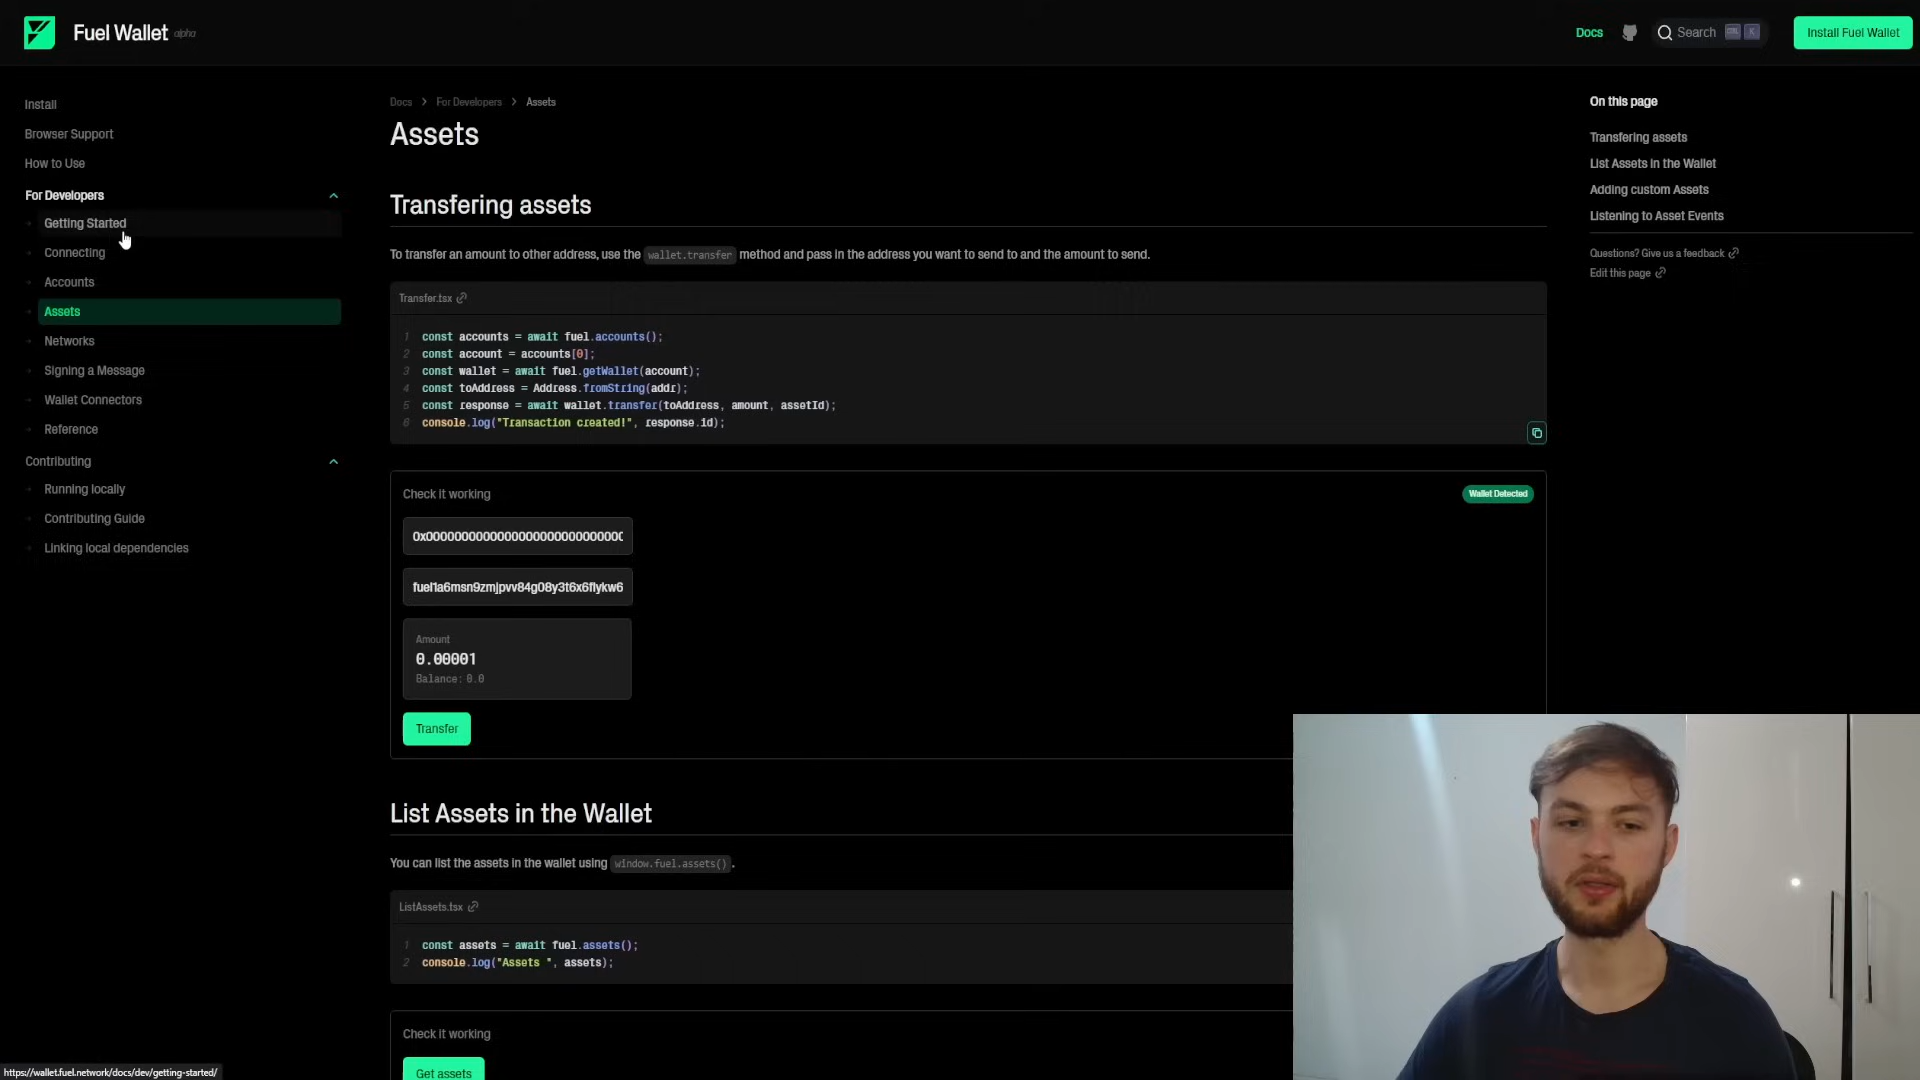 Fuel Wallet alpha
Docs
Search
CTRL K
Install Fuel Wallet
Install
Browser Support
How to Use
For Developers
Getting Started
Connecting
Accounts
Assets
Networks
Signing a Message
Wallet Connectors
Reference
Contributing
Running locally
Contributing Guide
Linking local dependencies
Docs > For Developers > Assets
Assets
Transfering assets
To transfer an amount to other address, use the wallet.transfer method and pass in the address you want to send to and the amount to send.
Transfer.tsx
1 const accounts = await fuel.accounts();
2 const account = accounts[0];
3 const wallet = await fuel.getWallet(account);
4 const toAddress = Address.fromString(addr);
5 const response = await wallet.transfer(toAddress, amount, assetId);
6 console.log("Transaction created!", response.id);
Check it working
Wallet Detected
0x0000000000000000000000000000
fuel1a6msn9zmjpvv84g08y3t6x6flykw6
Amount
0.00001
Balance: 0.0
Transfer
List Assets in the Wallet
You can list the assets in the wallet using window.fuel.assets().
ListAssets.tsx
1 const assets = await fuel.assets();
2 console.log("Assets ", assets);
Check it working
Get assets
On this page
Transfering assets
List Assets in the Wallet
Adding custom Assets
Listening to Asset Events
Questions? Give us a feedback
Edit this page
https://wallet.fuel.network/docs/dev/getting-started/